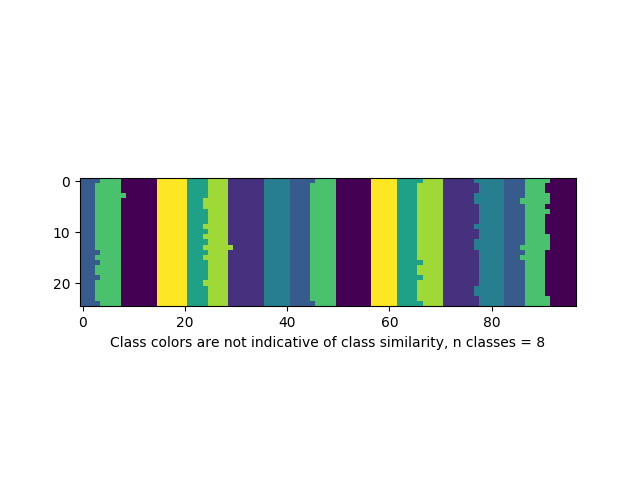 0
10
20
0 20 40 60 80
Class colors are not indicative of class similarity, n classes = 8